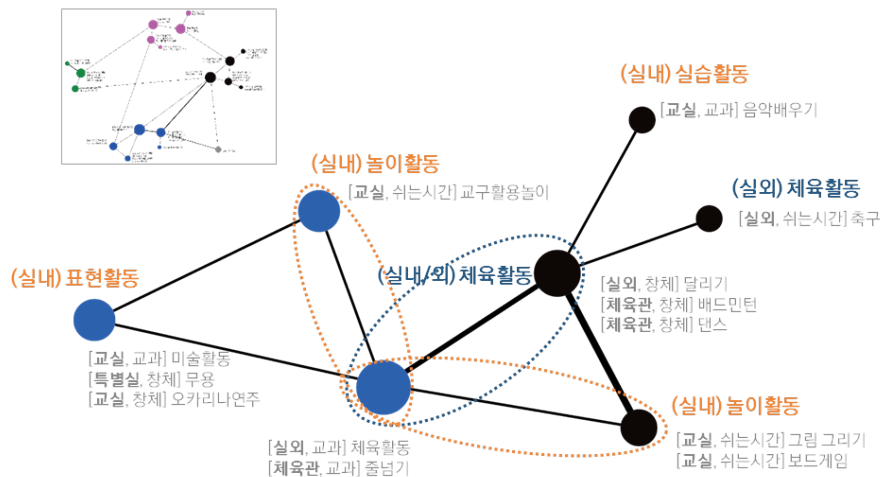 (실내) 실습활동
[교실, 교과] 음악배우기
(실내) 놀이활동
[교실, 쉬는시간] 교구활용놀이
(실외) 체육활동
[실외, 쉬는시간] 축구
(실내) 표현활동
(실내/외) 체육활동
[실외, 창체] 달리기
[체육관, 창체] 배드민턴
[체육관, 창체] 댄스
[교실, 교과] 미술활동
[특별실, 창체] 무용
[교실, 창체] 오카리나연주
(실내) 놀이활동
[실외, 교과] 체육활동
[체육관, 교과] 줄넘기
[교실, 쉬는시간] 그림 그리기
[교실, 쉬는시간] 보드게임